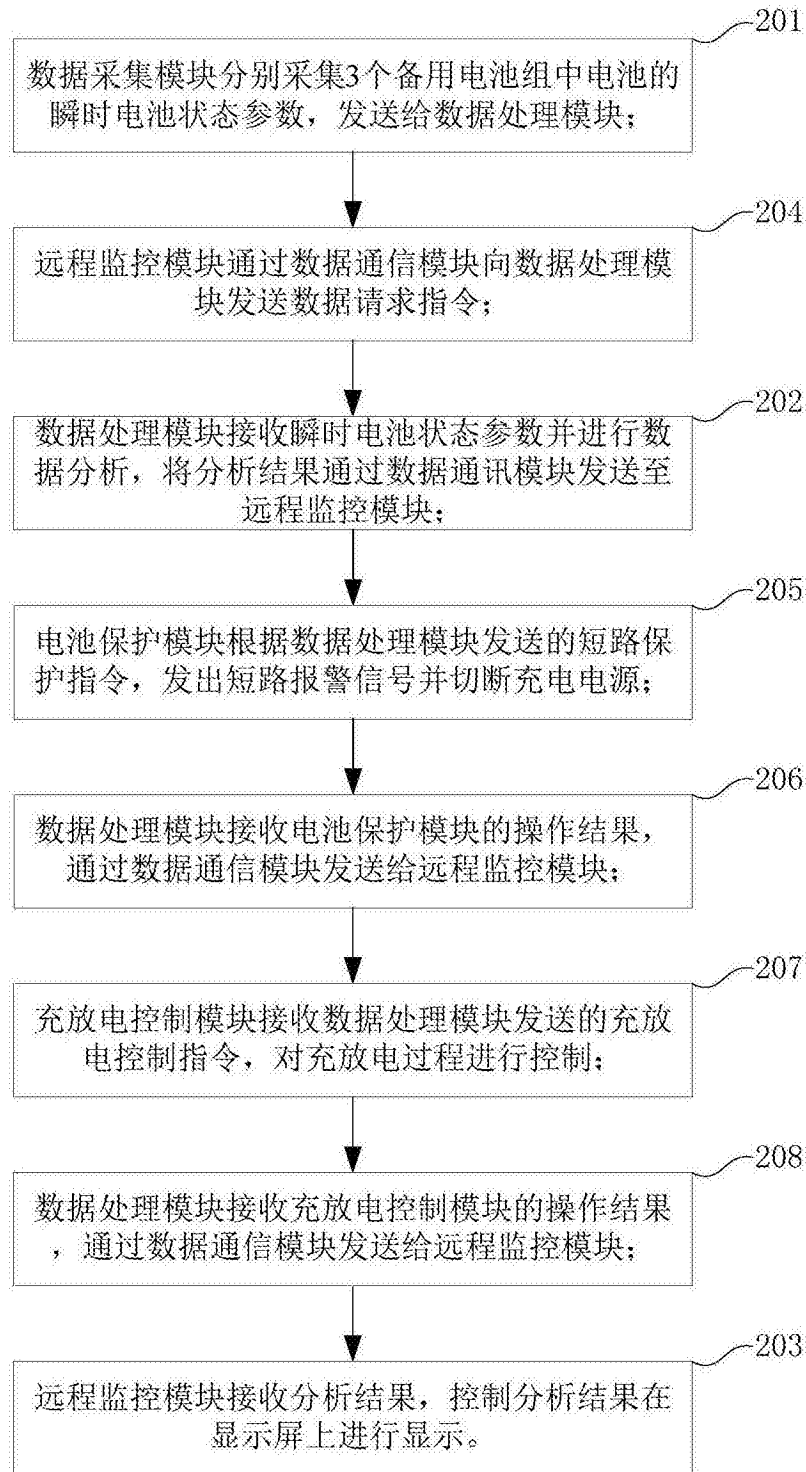 201
数据采集模块分别采集3个备用电池组中电池的
瞬时电池状态参数，发送给数据处理模块；
204
远程监控模块通过数据通信模块向数据处理模
块发送数据请求指令；
202
数据处理模块接收瞬时电池状态参数并进行数
据分析，将分析结果通过数据通讯模块发送至
远程监控模块；
205
电池保护模块根据数据处理模块发送的短路保
护指令，发出短路报警信号并切断充电电源；
206
数据处理模块接收电池保护模块的操作结果，
通过数据通信模块发送给远程监控模块；
207
充放电控制模块接收数据处理模块发送的充放
电控制指令，对充放电过程进行控制；
208
数据处理模块接收充放电控制模块的操作结果
，通过数据通信模块发送给远程监控模块；
203
远程监控模块接收分析结果，控制分析结果在
显示屏上进行显示。